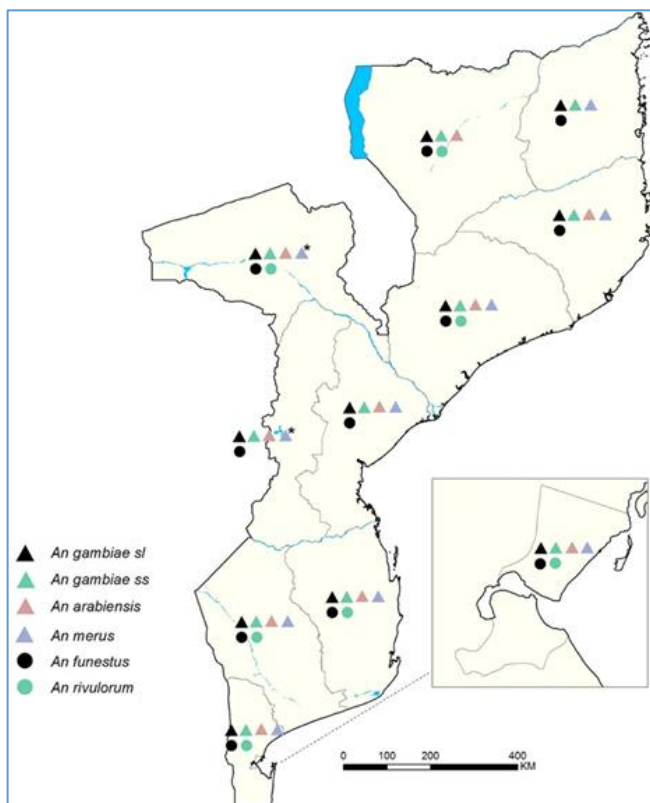 *
*
An gambiae sl
An gambiae ss
An arabiensis
An merus
An funestus
An rivulorum
0 100 200 400
KM